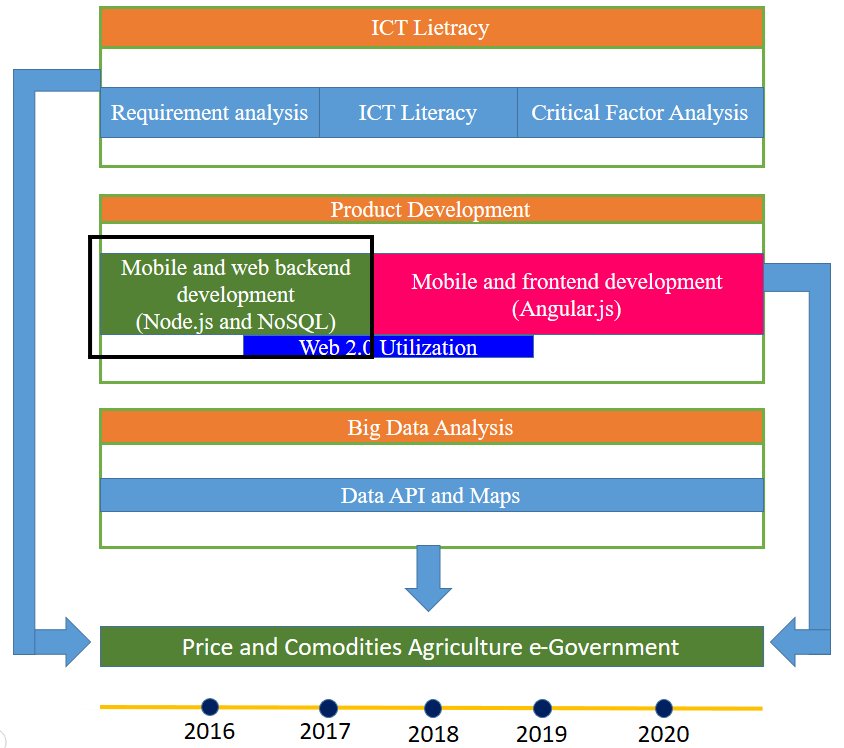 ICT Lietracy
Requirement analysis
ICT Literacy
Critical Factor Analysis
Product Development
Mobile and web backend
development
(Node.js and NoSQL)
Mobile and frontend development
(Angular.js)
Web 2.0 Utilization
Big Data Analysis
Data API and Maps
Price and Comodities Agriculture e-Government
2016
2017
2018
2019
2020